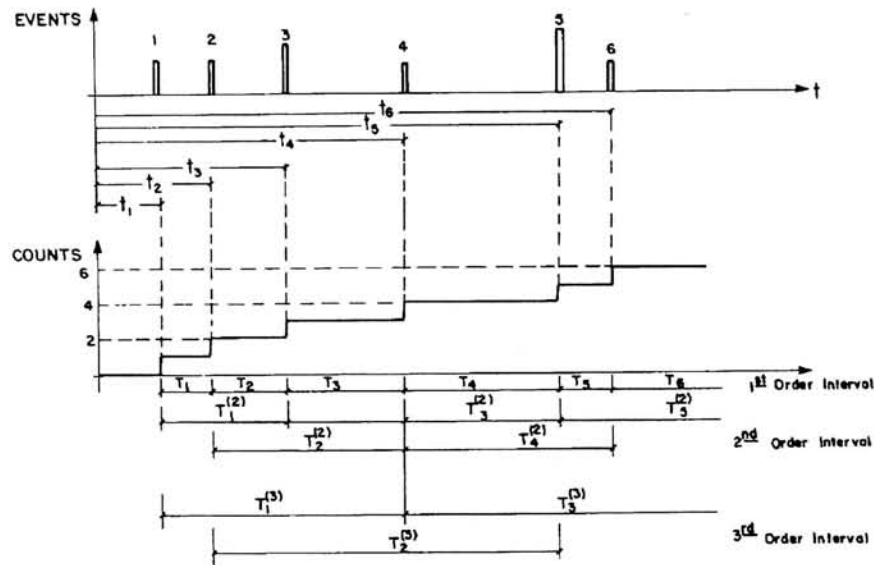 EVENTS
1 2 3 4 5 6
t
t₆
t₅
t₄
t₃
t₂
t₁
COUNTS
6
4
2
T₁ T₂ T₃ T₄ T₅ T₆ 1st Order Interval
T₁⁽²⁾ T₃⁽²⁾ T₅⁽²⁾
T₂⁽²⁾ T₄⁽²⁾ 2nd Order Interval
T₁⁽³⁾ T₃⁽³⁾
T₂⁽³⁾ 3rd Order Interval